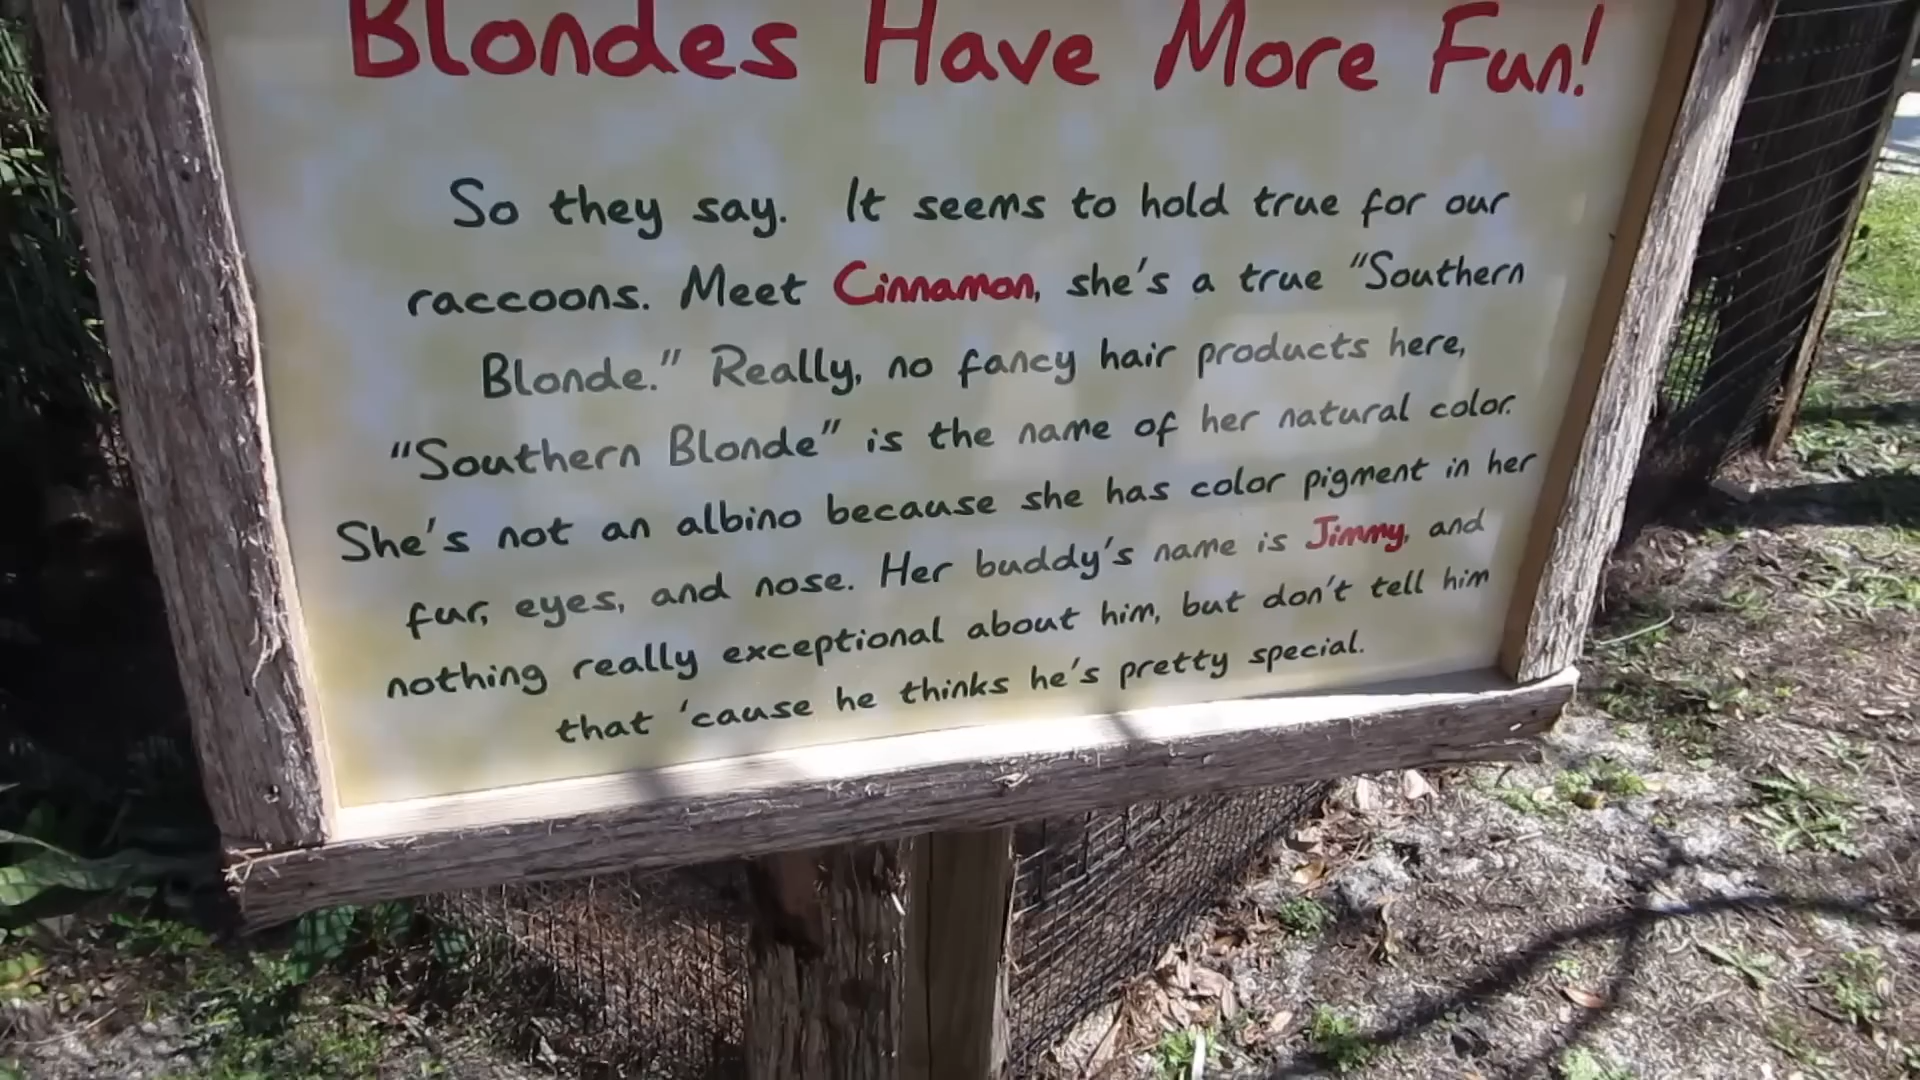 Blondes Have More Fun!
So they say. It seems to hold true for our
raccoons. Meet Cinnamon, she's a true "Southern
Blonde." Really, no fancy hair products here,
"Southern Blonde" is the name of her natural color.
She's not an albino because she has color pigment in her
fur, eyes, and nose. Her buddy's name is Jimmy, and
nothing really exceptional about him, but don't tell him
that 'cause he thinks he's pretty special.